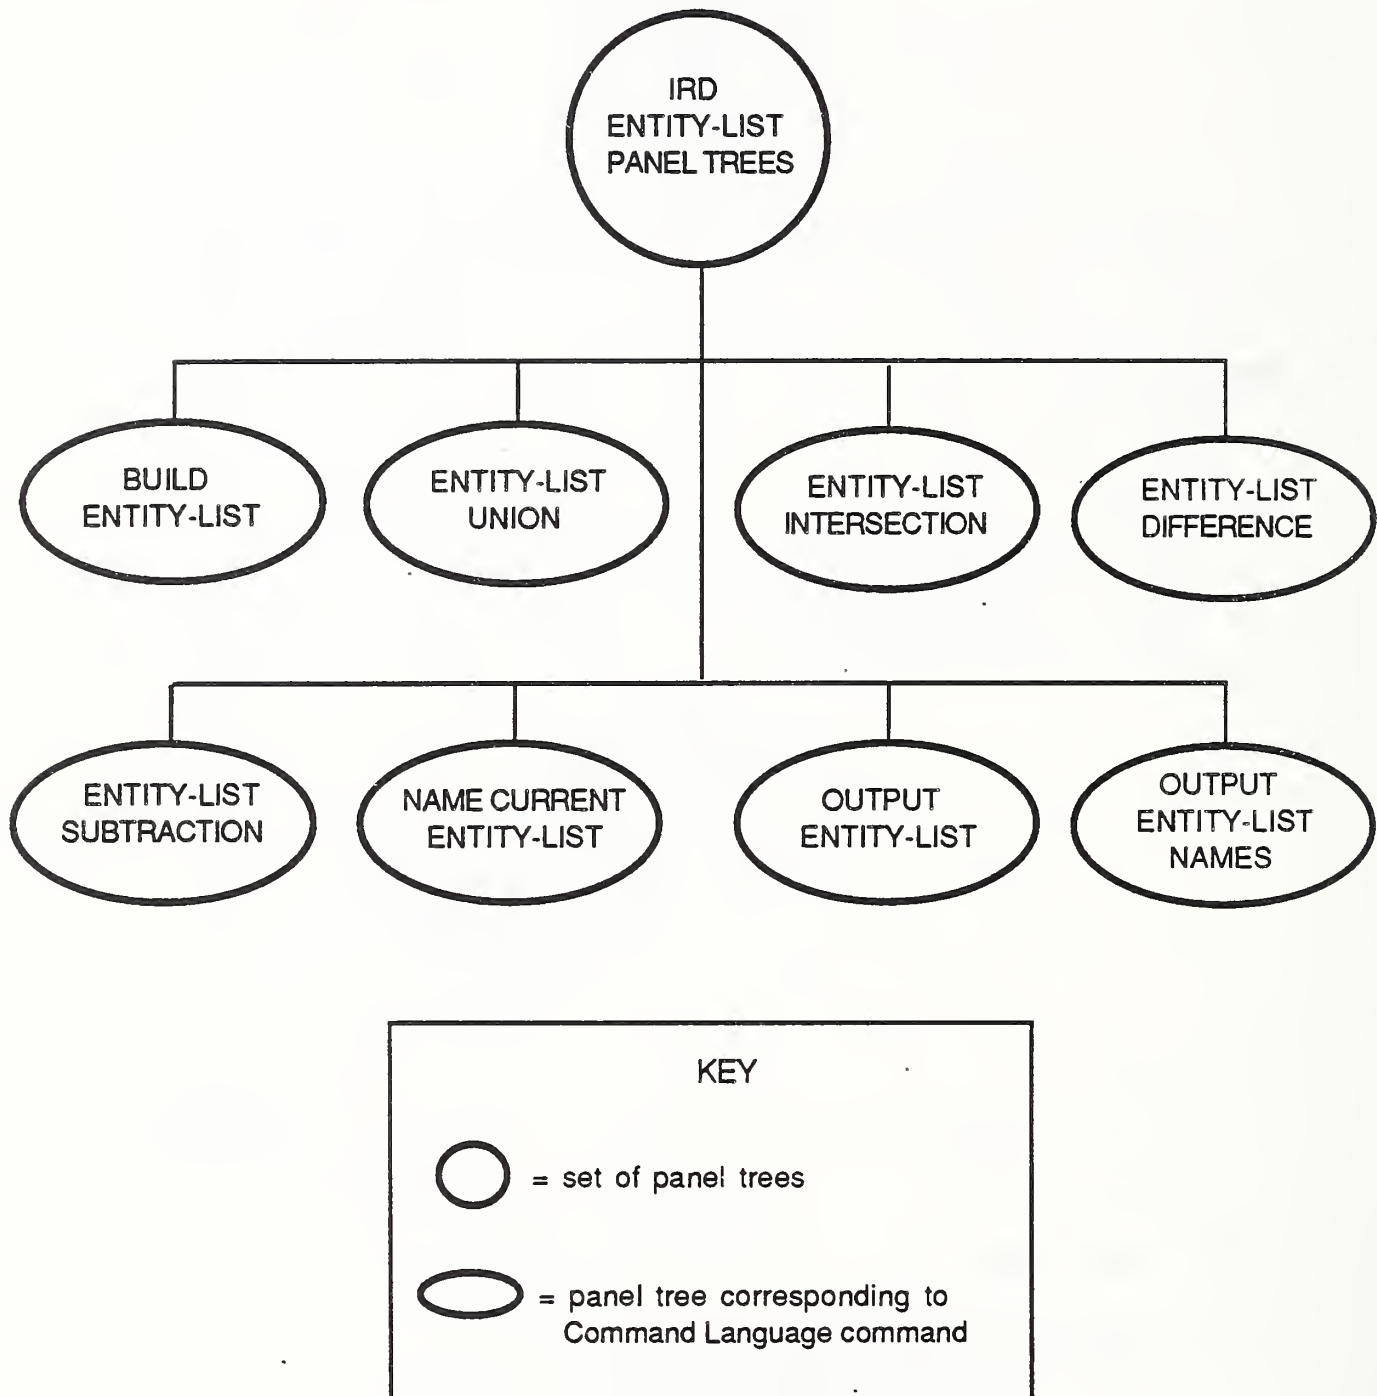 IRD
ENTITY-LIST
PANEL TREES
BUILD
ENTITY-LIST
ENTITY-LIST
UNION
ENTITY-LIST
INTERSECTION
ENTITY-LIST
DIFFERENCE
ENTITY-LIST
SUBTRACTION
NAME CURRENT
ENTITY-LIST
OUTPUT
ENTITY-LIST
OUTPUT
ENTITY-LIST
NAMES
KEY
= set of panel trees
= panel tree corresponding to
Command Language command